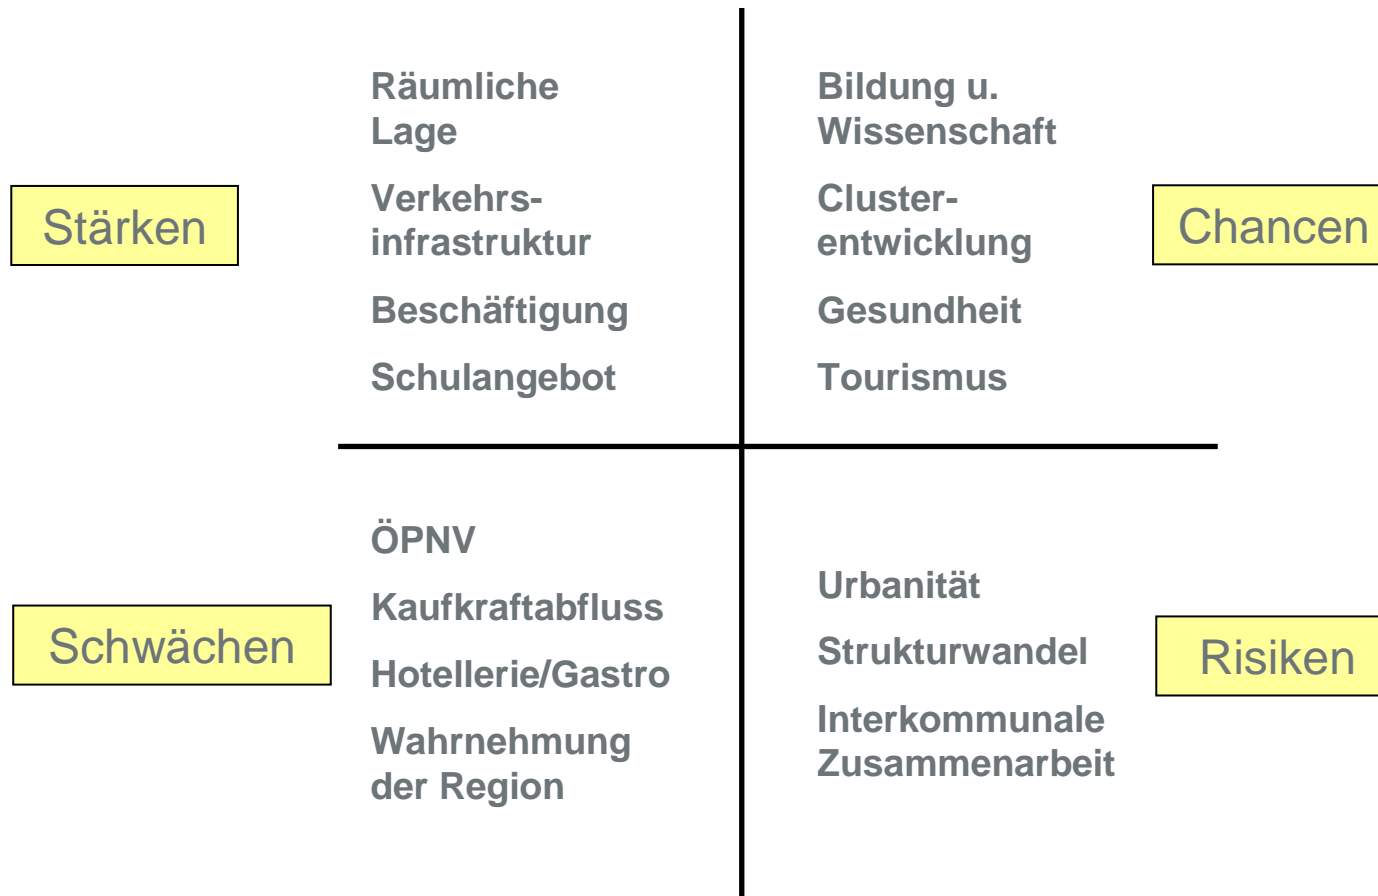 Stärken
Räumliche
Lage
Verkehrs-
infrastruktur
Beschäftigung
Schulangebot
Bildung u.
Wissenschaft
Cluster-
entwicklung
Gesundheit
Tourismus
Chancen
Schwächen
ÖPNV
Kaufkraftabfluss
Hotellerie/Gastro
Wahrnehmung
der Region
Urbanität
Strukturwandel
Interkommunale
Zusammenarbeit
Risiken